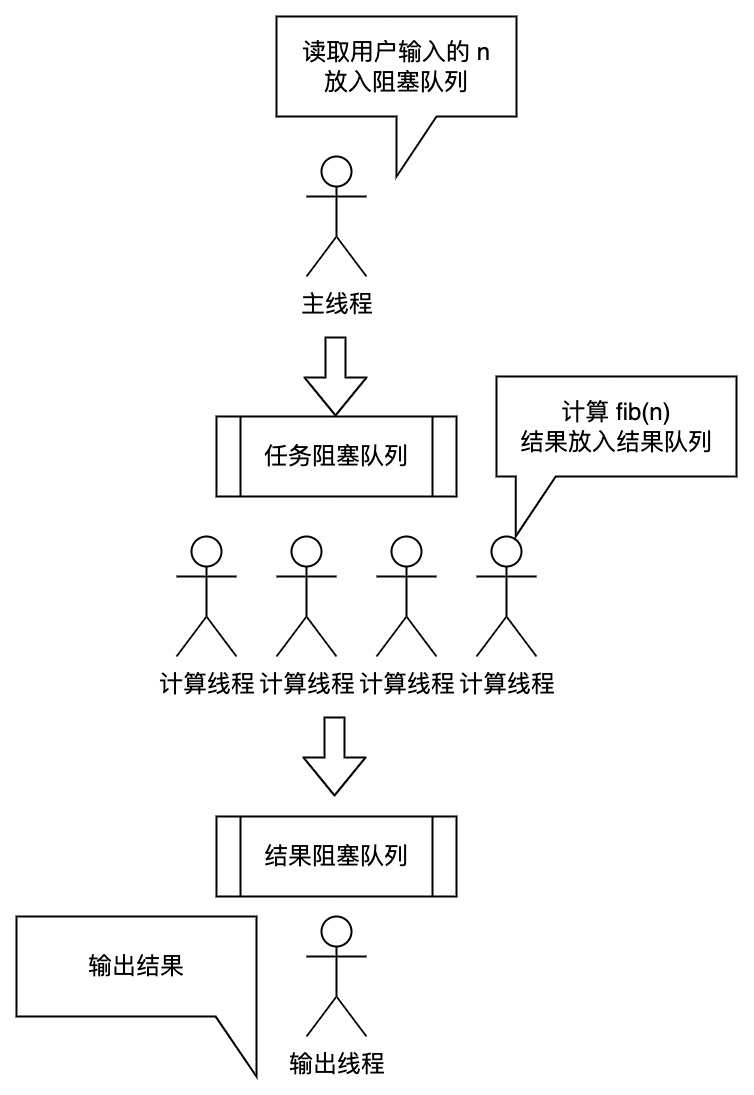 读取用户输入的 n
放入阻塞队列
主线程
任务阻塞队列
计算 fib(n)
结果放入结果队列
计算线程 计算线程 计算线程 计算线程
结果阻塞队列
输出结果
输出线程